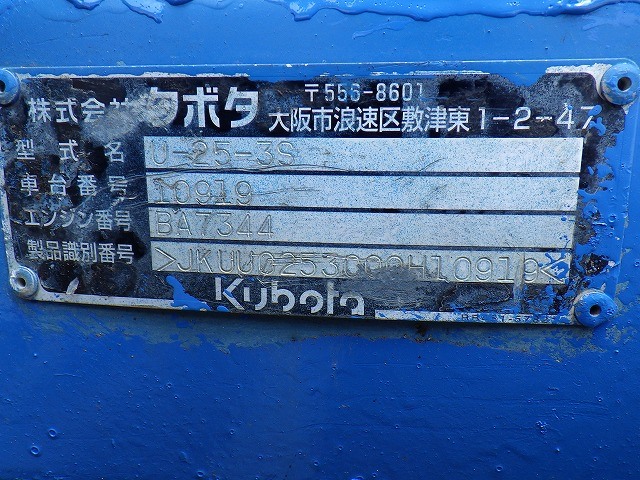 株式会社クボタ 〒556-8601
大阪市浪速区敷津東1-2-47
型式名 U-25-3S
車台番号 10919
エンジン番号 BA7344
製品識別番号 >JKUU0253C00H10919<
Kubota